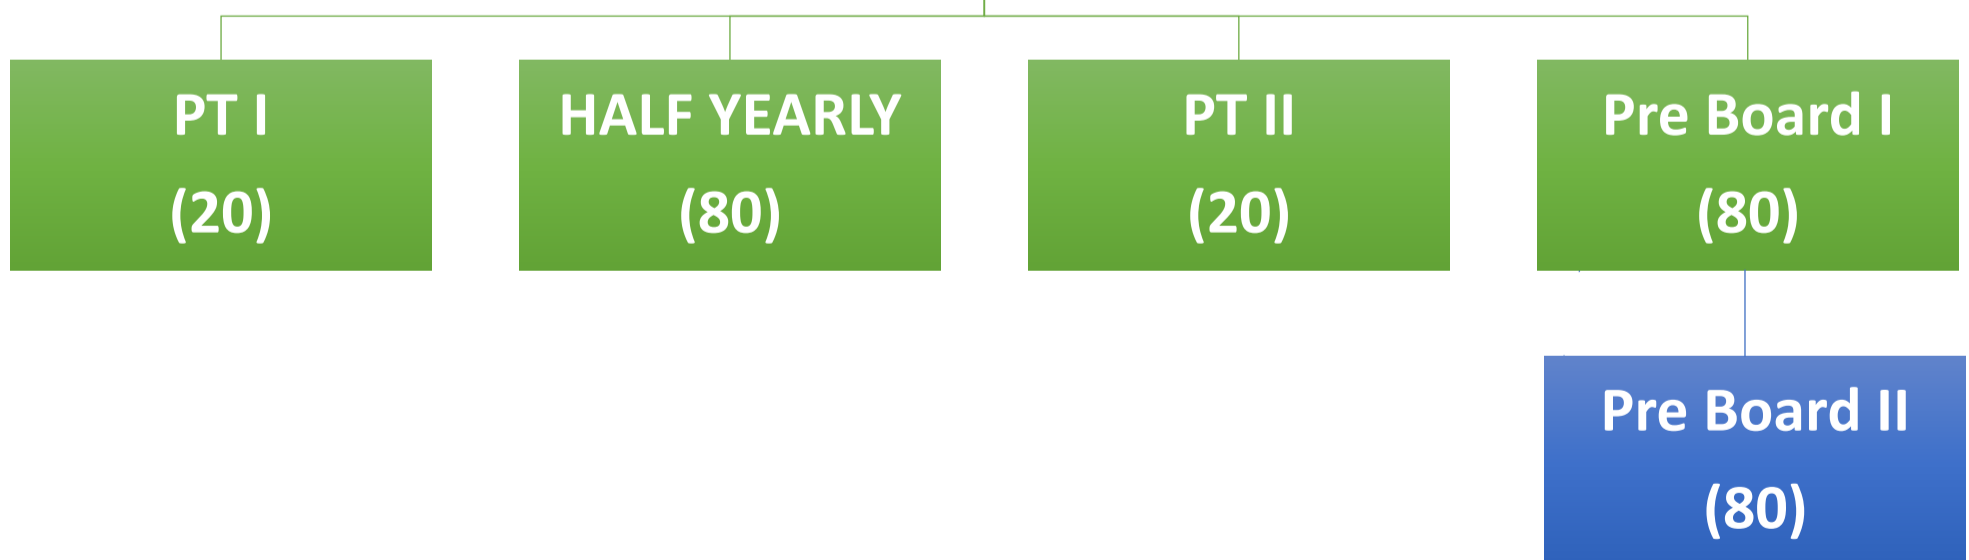 PT I
(20)
HALF YEARLY
(80)
PT II
(20)
Pre Board I
(80)
Pre Board II
(80)